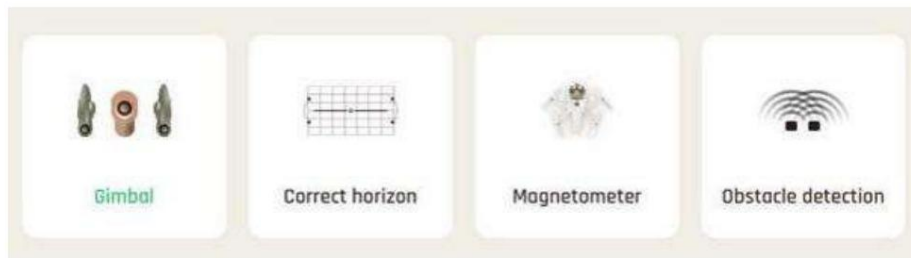 Gimbal
Correct horizon
Magnetometer
Obstacle detection